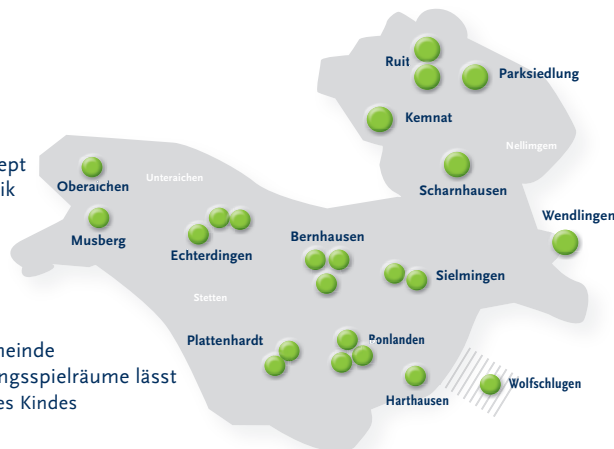 Ruit
Parksiedlung
Kemnat
Nellimgem
ept
Unteraichen
Oberaichen
ik
Scharnhausen
Wendlingen
Musberg
Bernhausen
Echterdingen
Sielmingen
Stetten
Plattenhardt
Bonlanden
neinde
ngsspielräume lässt
Wolfschlugen
es Kindes
Harthausen